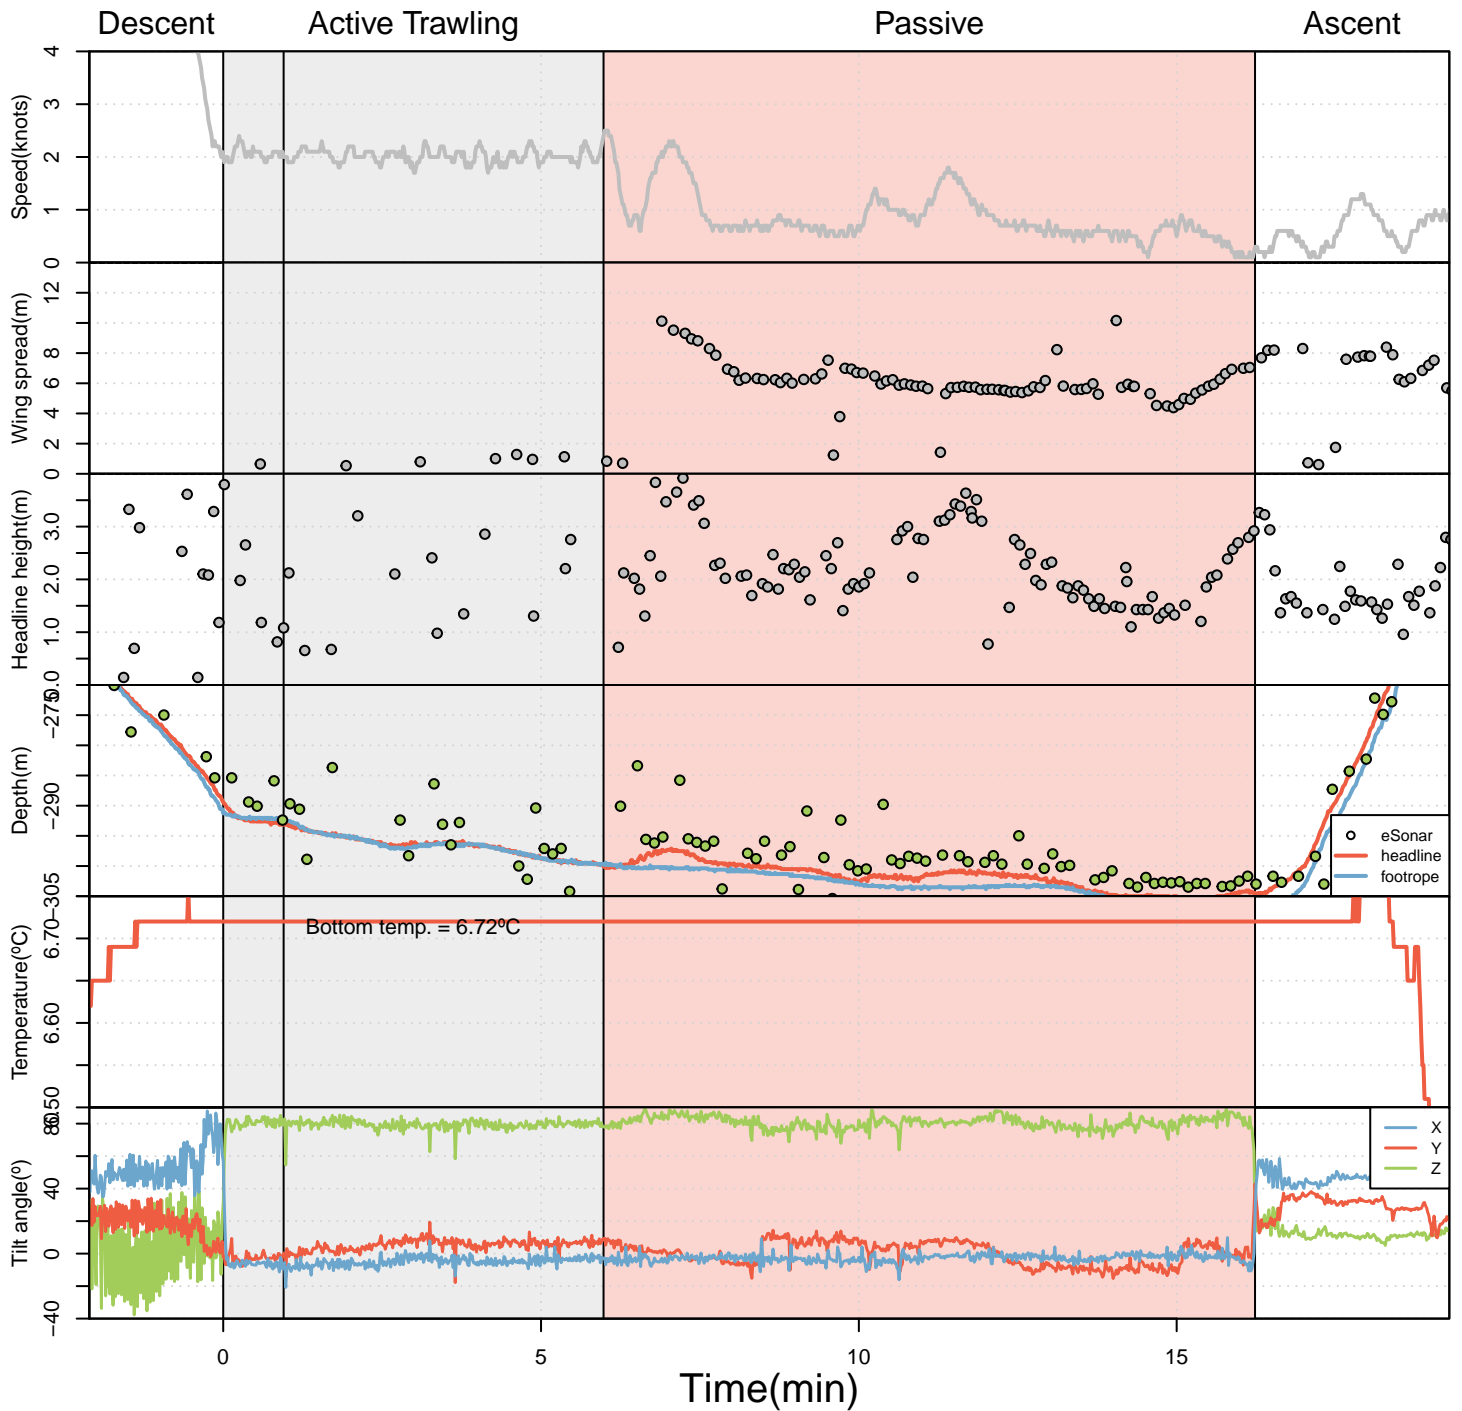 Descent Active Trawling Passive Ascent
Speed(knots)
4
3
2
1
0
Wing spread(m)
12
8
6
4
2
0
Headline height(m)
3.0
2.0
1.0
0.0
Depth(m)
−275
−290
−305
eSonar
headline
footrope
Temperature(ºC)
6.70
6.60
6.50
Bottom temp. = 6.72ºC
Tilt angle(º)
80
40
0
−40
X
Y
Z
0 5 10 15
Time(min)